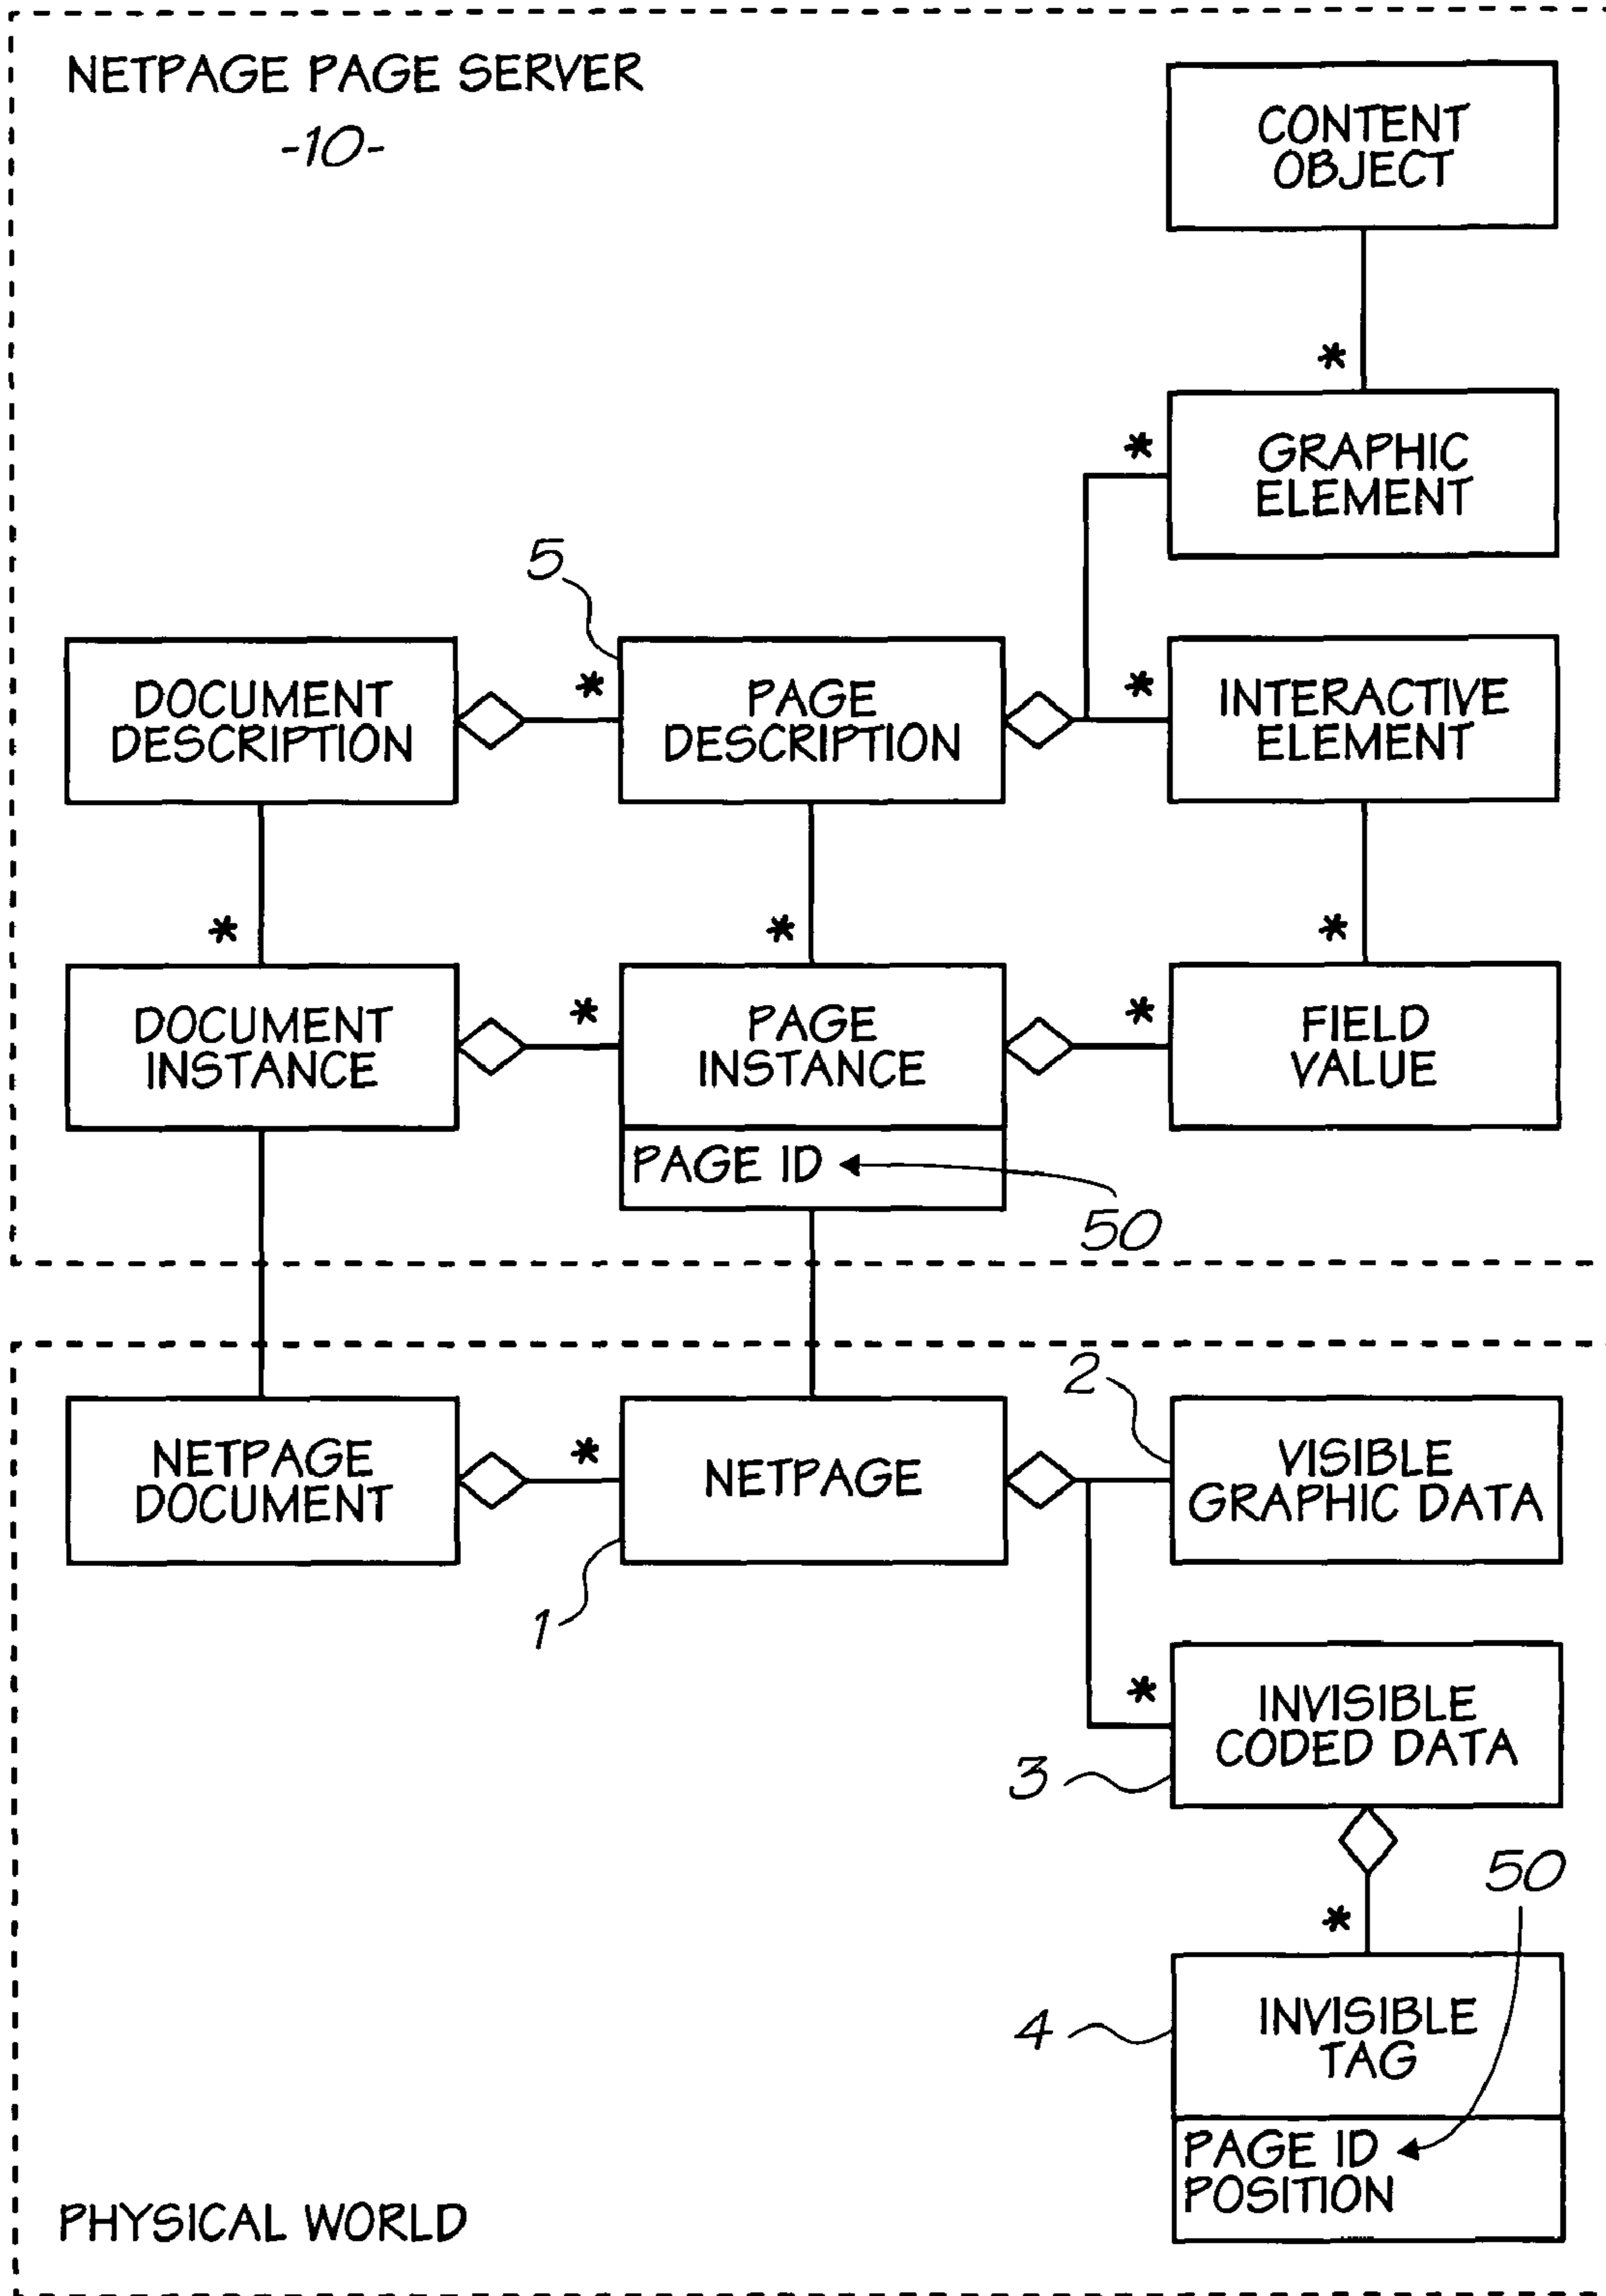 NETPAGE PAGE SERVER
-10-
CONTENT
OBJECT
*
*
GRAPHIC
ELEMENT
5
DOCUMENT
DESCRIPTION
*
PAGE
DESCRIPTION
*
INTERACTIVE
ELEMENT
*
*
*
DOCUMENT
INSTANCE
*
PAGE
INSTANCE
*
FIELD
VALUE
PAGE ID
50
2
NETPAGE
DOCUMENT
*
NETPAGE
VISIBLE
GRAPHIC DATA
1
*
INVISIBLE
CODED DATA
3
50
*
4
INVISIBLE
TAG
PAGE ID
POSITION
PHYSICAL WORLD